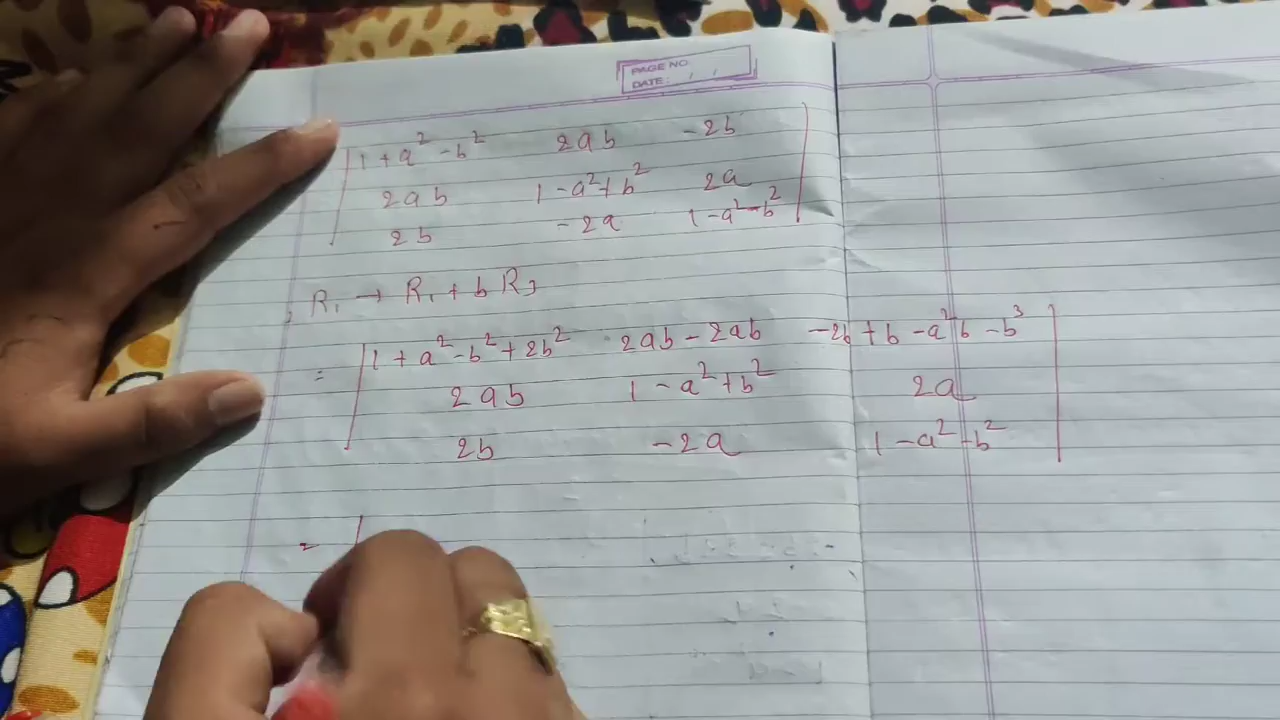 PAGE NO.
DATE: / /
| 1 + a² - b² 2ab -2b |
| 2ab 1 - a² + b² 2a |
| 2b -2a 1 - a² - b² |
, R₁ → R₁ + b R₃
= | 1 + a² - b² + 2b² 2ab - 2ab -2b + b - a²b - b³ |
| 2ab 1 - a² + b² 2a |
| 2b -2a 1 - a² - b² |
= |